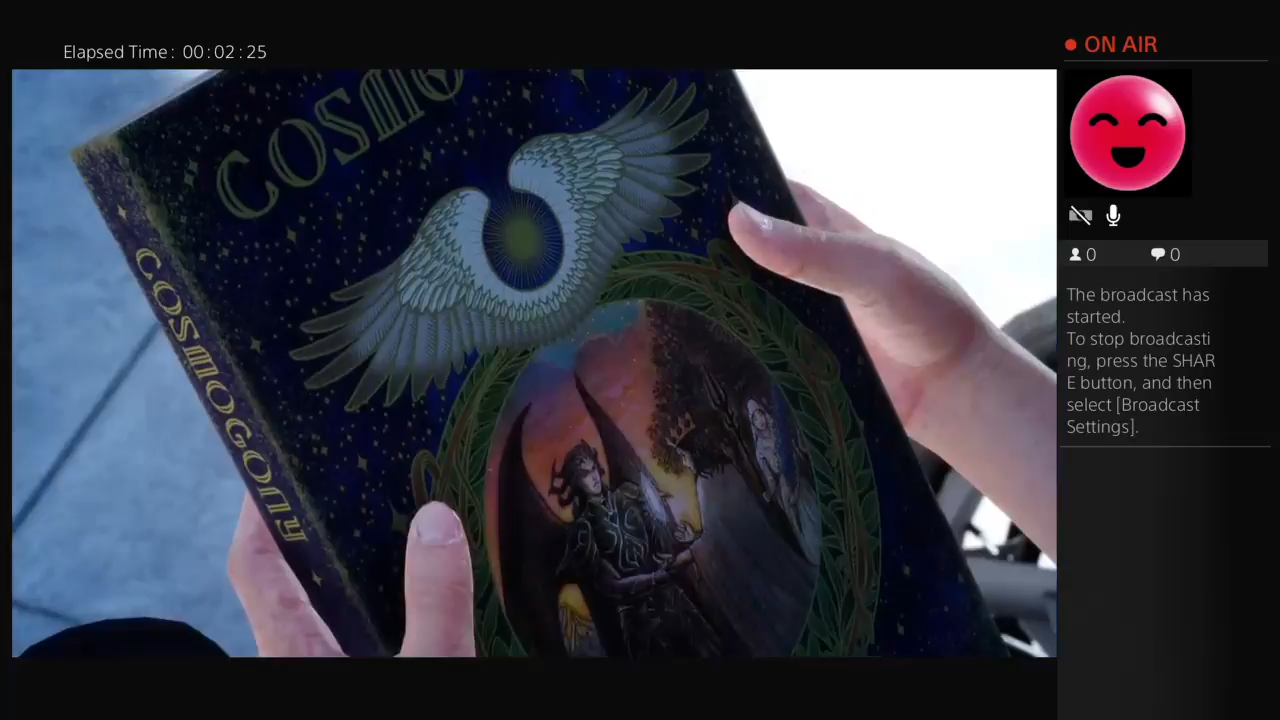 Elapsed Time: 00:02:25
ON AIR
COSMO
COSMOGONY
0 0
The broadcast has
started.
To stop broadcasti
ng, press the SHAR
E button, and then
select [Broadcast
Settings].